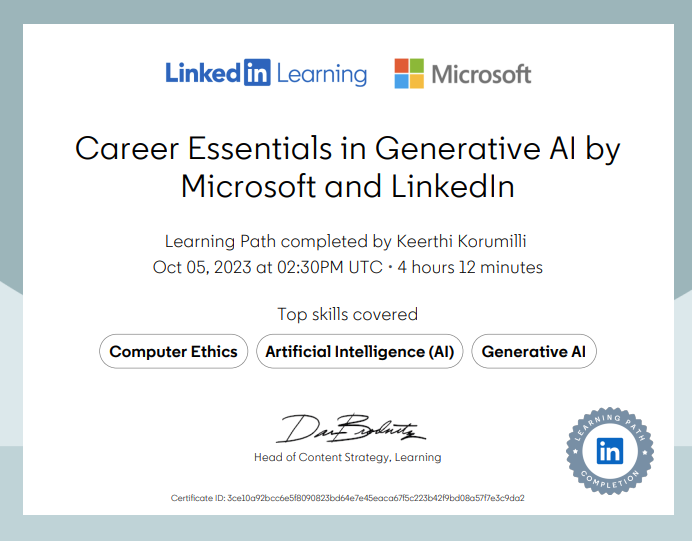 Linked in Learning Microsoft
Career Essentials in Generative AI by
Microsoft and LinkedIn
Learning Path completed by Keerthi Korumilli
Oct 05, 2023 at 02:30PM UTC • 4 hours 12 minutes
Top skills covered
Computer Ethics Artificial Intelligence (AI) Generative AI
Dan Brodnitz
Head of Content Strategy, Learning
LEARNING PATH
in
COMPLETION
Certificate ID: 3ce10a92bcc6e5f8090823bd64e7e45eaca67f5c223b42f9bd08a57f7e3c9da2